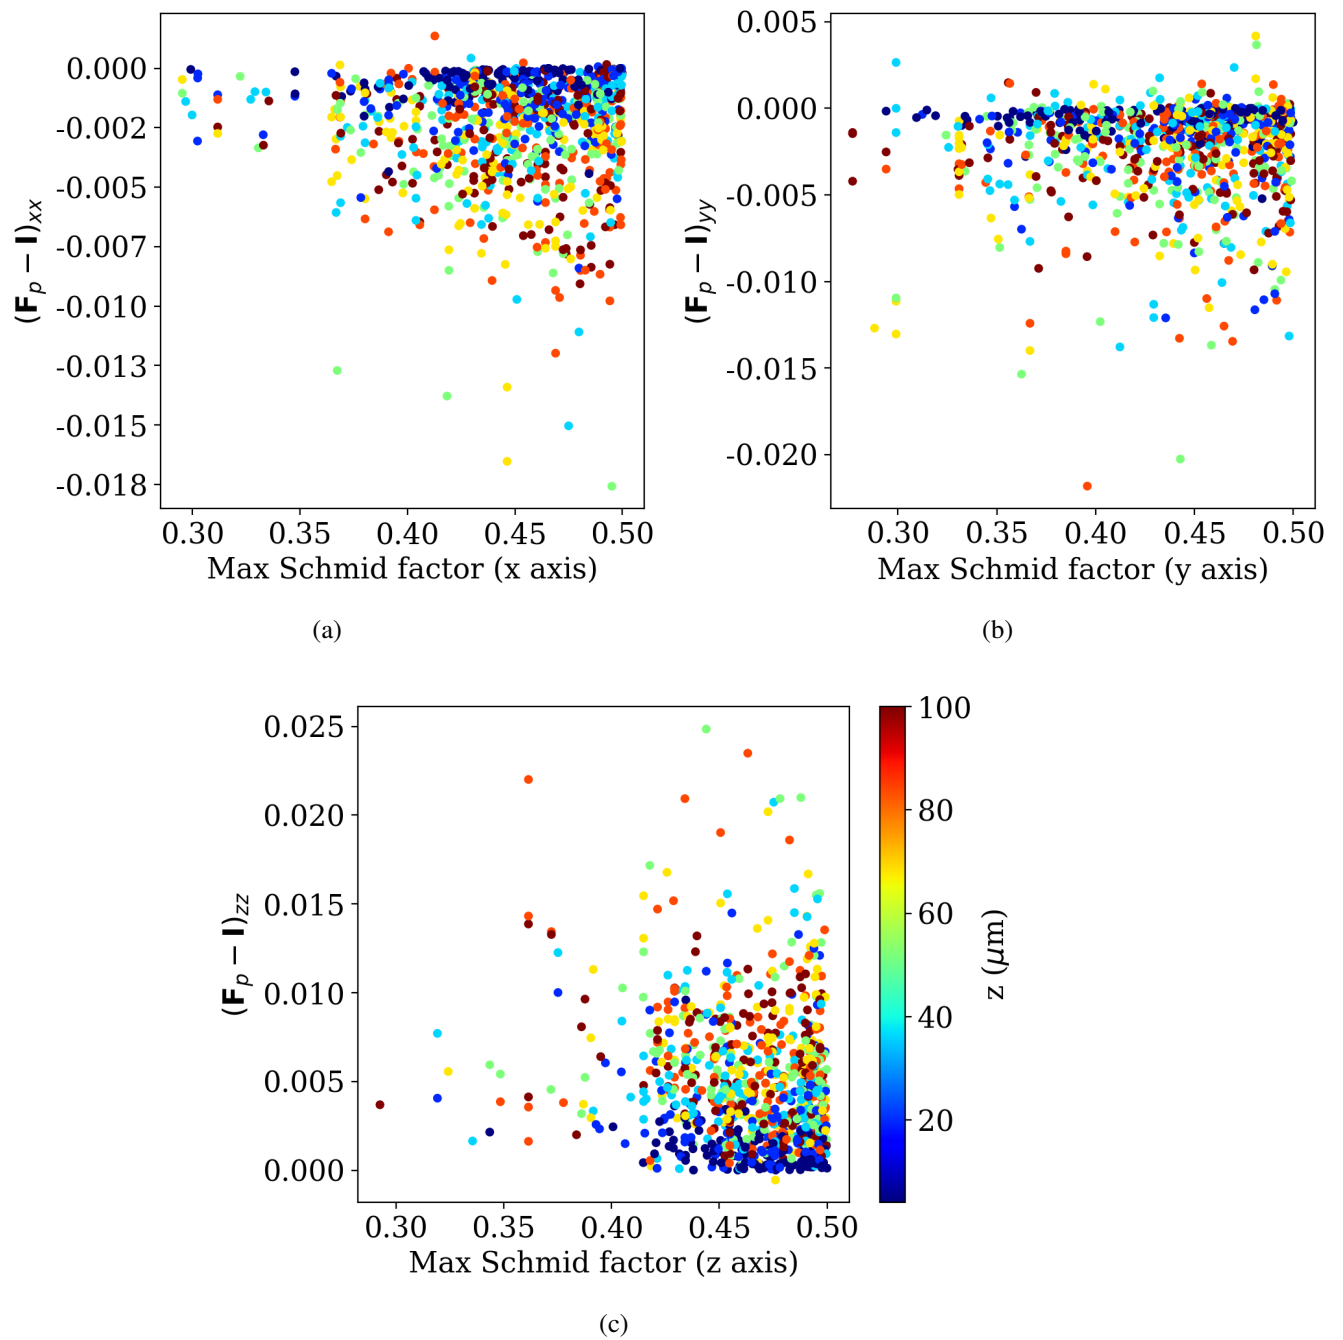 0.000
-0.002
-0.005
-0.007
-0.010
-0.013
-0.015
-0.018
(F_p − I)_xx
0.30 0.35 0.40 0.45 0.50
Max Schmid factor (x axis)
(a)
0.005
0.000
-0.005
-0.010
-0.015
-0.020
(F_p − I)_yy
0.30 0.35 0.40 0.45 0.50
Max Schmid factor (y axis)
(b)
0.025
0.020
0.015
0.010
0.005
0.000
(F_p − I)_zz
0.30 0.35 0.40 0.45 0.50
Max Schmid factor (z axis)
100
80
60
40
20
z (μm)
(c)